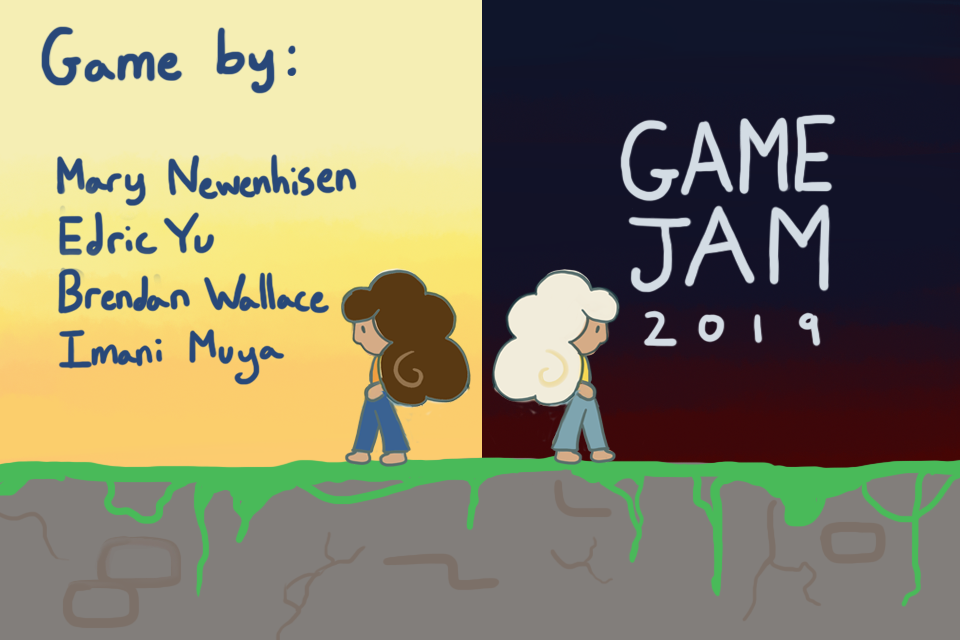 Game by:
Mary Newenhisen
Edric Yu
Brendan Wallace
Imani Muya
GAME
JAM
2019